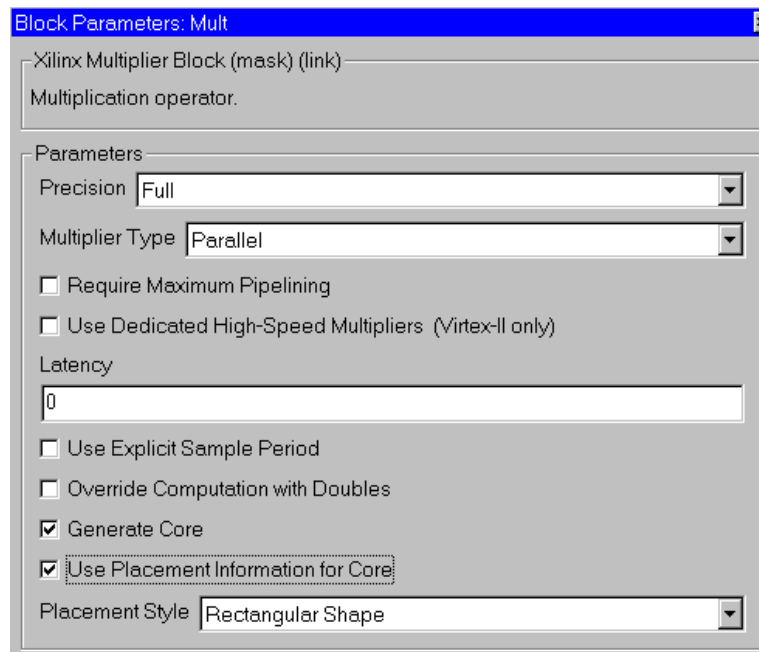 Block Parameters: Mult
Xilinx Multiplier Block (mask) (link)
Multiplication operator.
Parameters
Precision Full
Multiplier Type Parallel
Require Maximum Pipelining
Use Dedicated High-Speed Multipliers (Virtex-II only)
Latency
0
Use Explicit Sample Period
Override Computation with Doubles
Generate Core
Use Placement Information for Core
Placement Style Rectangular Shape